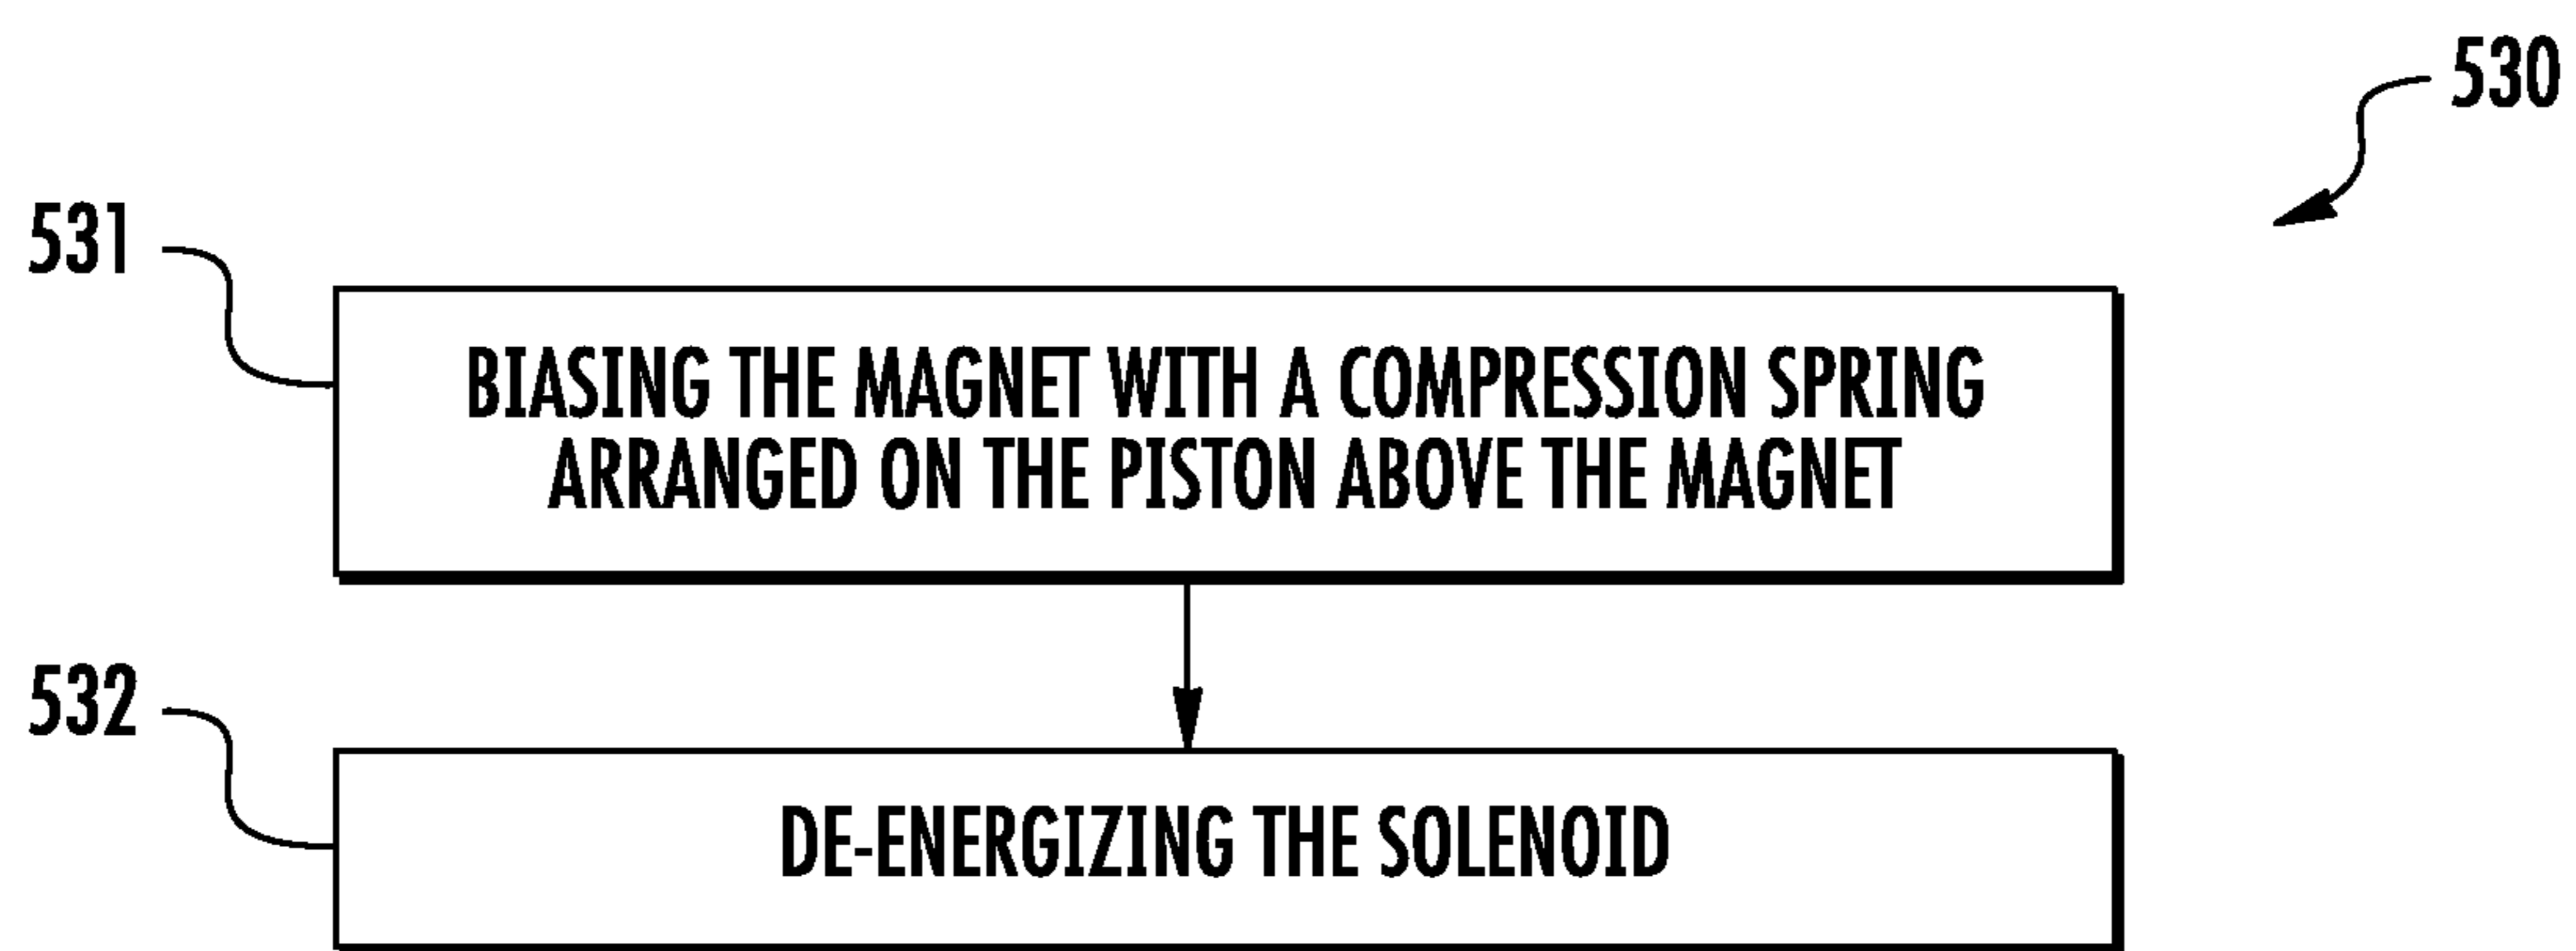 530
531
BIASING THE MAGNET WITH A COMPRESSION SPRING
ARRANGED ON THE PISTON ABOVE THE MAGNET
532
DE-ENERGIZING THE SOLENOID